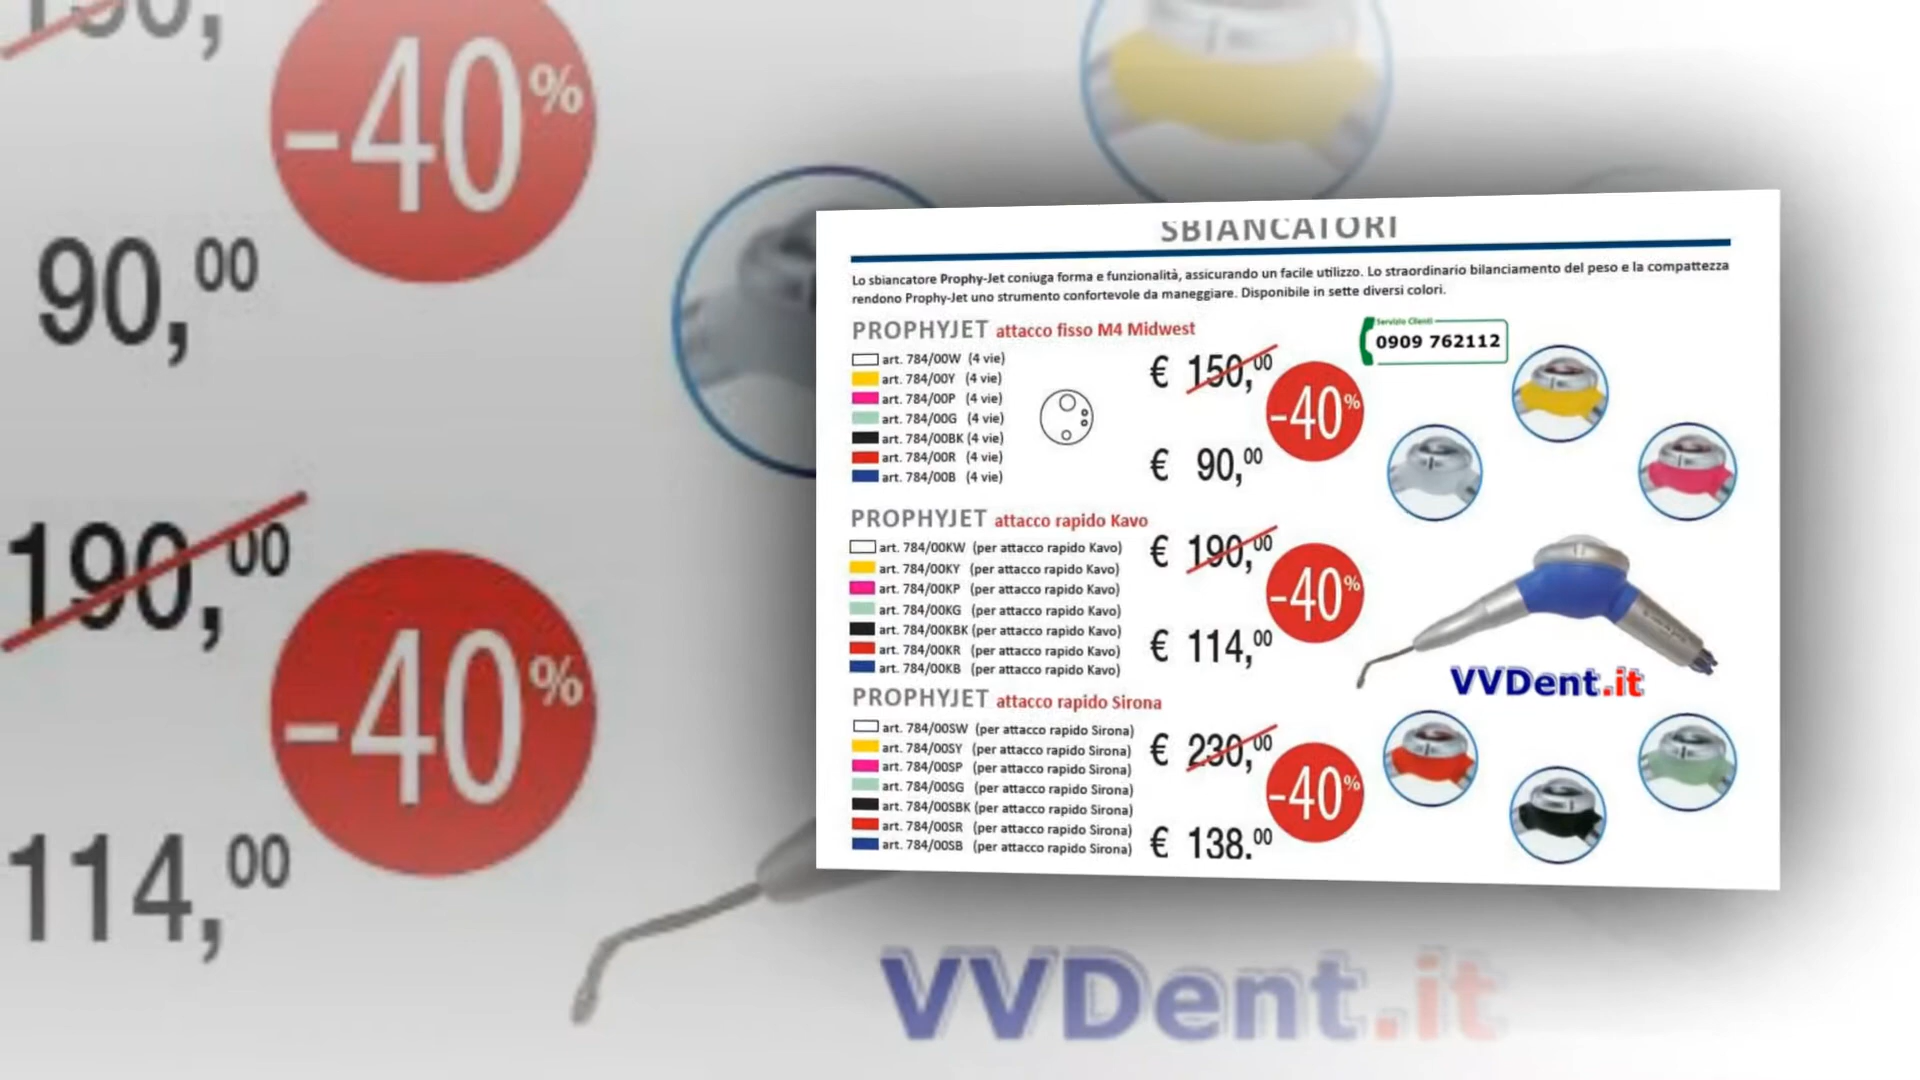 190,
-40%
90,00
190,00
-40%
114,00
VVDent.it
SBIANCATORI
Lo sbiancatore Prophy-Jet coniuga forma e funzionalità, assicurando un facile utilizzo. Lo straordinario bilanciamento del peso e la compattezza
rendono Prophy-Jet uno strumento confortevole da maneggiare. Disponibile in sette diversi colori.
PROPHYJET attacco fisso M4 Midwest
Servizio Clienti
0909 762112
art. 784/00W (4 vie)
art. 784/00Y (4 vie)
art. 784/00P (4 vie)
art. 784/00G (4 vie)
art. 784/00BK (4 vie)
art. 784/00R (4 vie)
art. 784/00B (4 vie)
€ 150,00
-40%
€ 90,00
PROPHYJET attacco rapido Kavo
art. 784/00KW (per attacco rapido Kavo)
art. 784/00KY (per attacco rapido Kavo)
art. 784/00KP (per attacco rapido Kavo)
art. 784/00KG (per attacco rapido Kavo)
art. 784/00KBK (per attacco rapido Kavo)
art. 784/00KR (per attacco rapido Kavo)
art. 784/00KB (per attacco rapido Kavo)
€ 190,00
-40%
€ 114,00
VVDent.it
PROPHYJET attacco rapido Sirona
art. 784/00SW (per attacco rapido Sirona)
art. 784/00SY (per attacco rapido Sirona)
art. 784/00SP (per attacco rapido Sirona)
art. 784/00SG (per attacco rapido Sirona)
art. 784/00SBK (per attacco rapido Sirona)
art. 784/00SR (per attacco rapido Sirona)
art. 784/00SB (per attacco rapido Sirona)
€ 230,00
-40%
€ 138,00